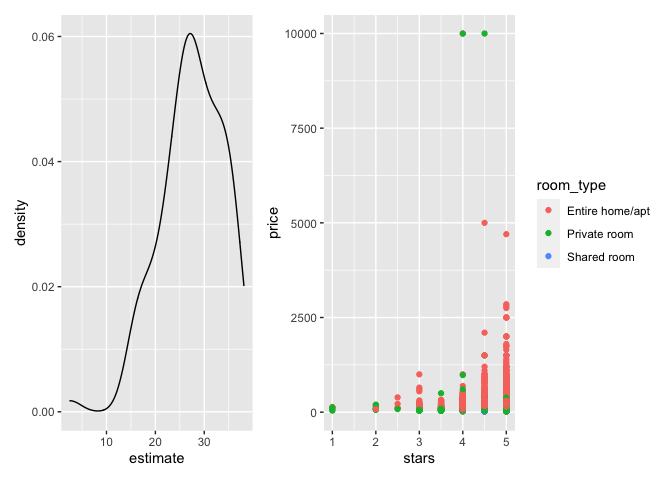 0.06
0.04
0.02
0.00
density
10
20
30
estimate
10000
7500
5000
2500
0
price
1
2
3
4
5
stars
room_type
Entire home/apt
Private room
Shared room